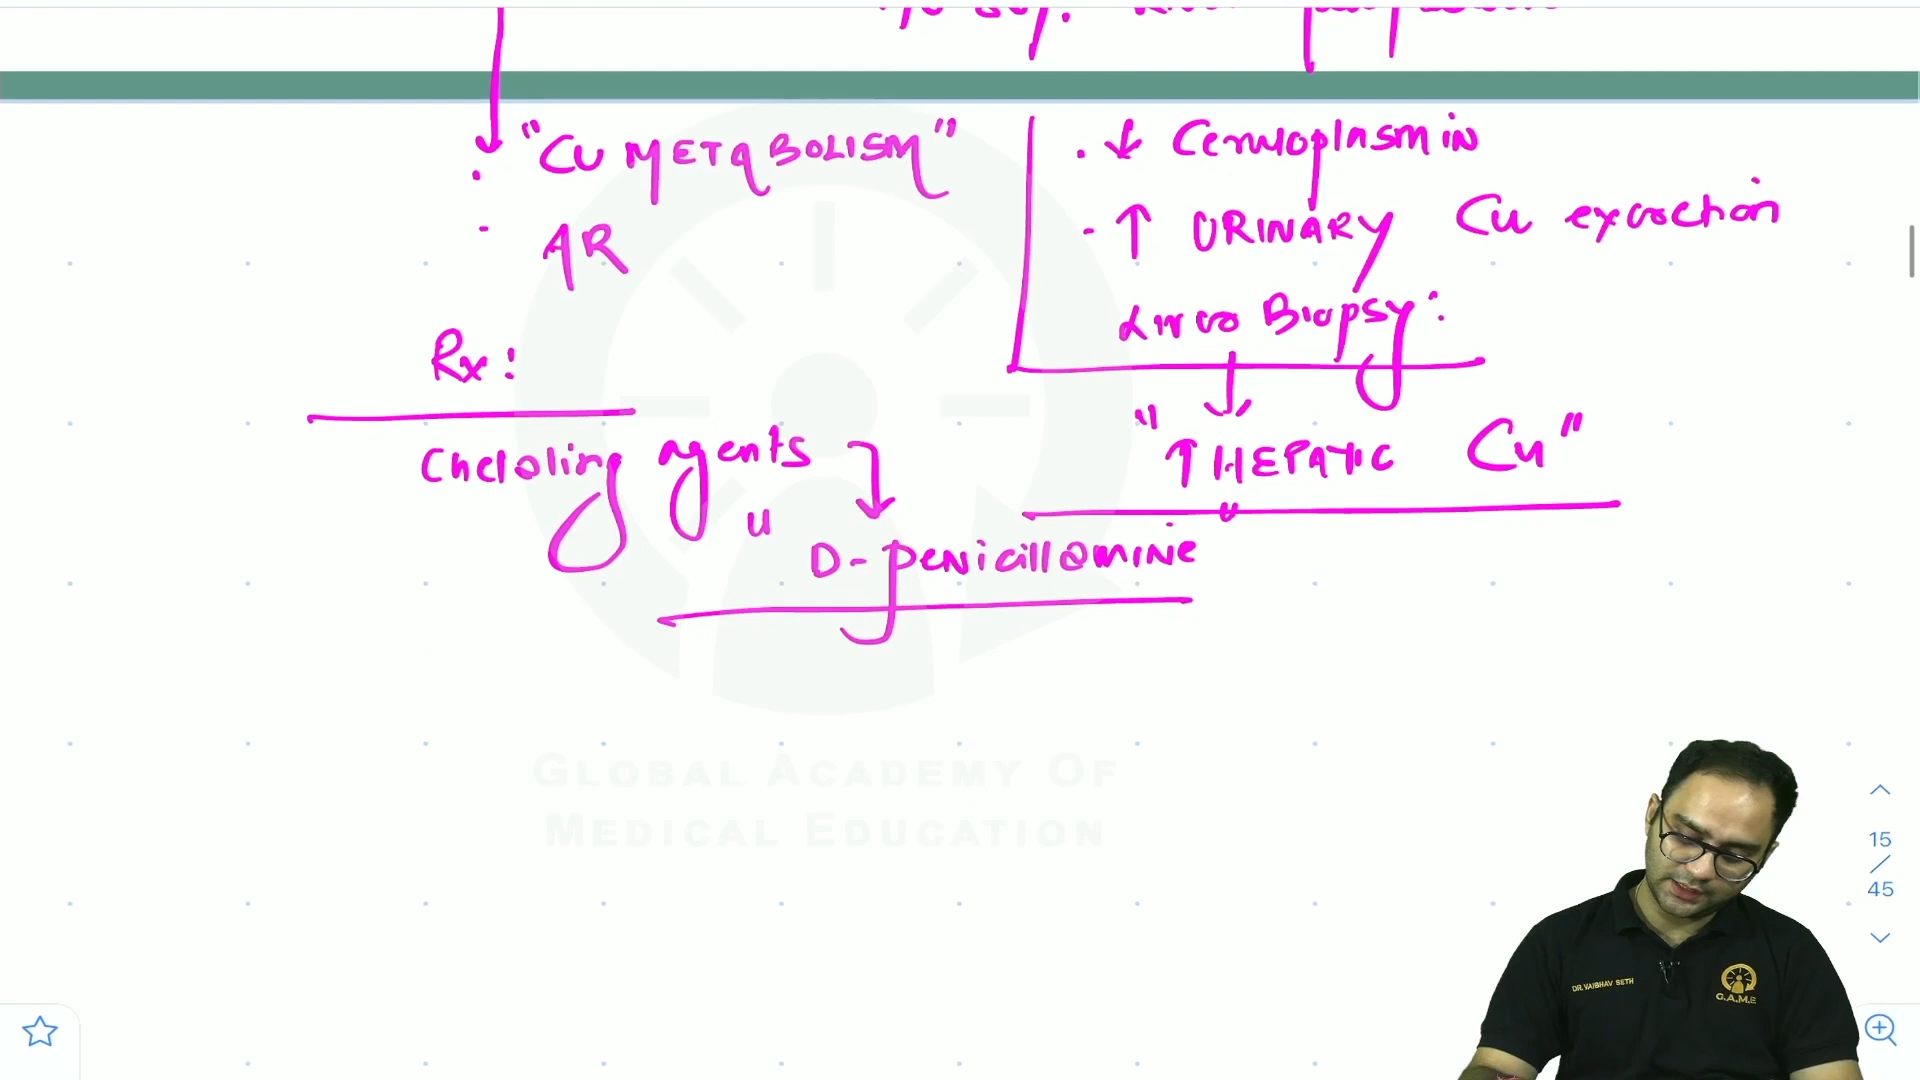 "Cu METABOLISM"
. AR
Rx:
Chelating agents
D-penicillamine
. ↓ Ceruloplasmin
- ↑ URINARY Cu excretion
Liver Biopsy:
"↑ HEPATIC Cu"
GLOBAL ACADEMY OF
MEDICAL EDUCATION
15
/
45
DR. VAIBHAV SETH
G.A.M.E